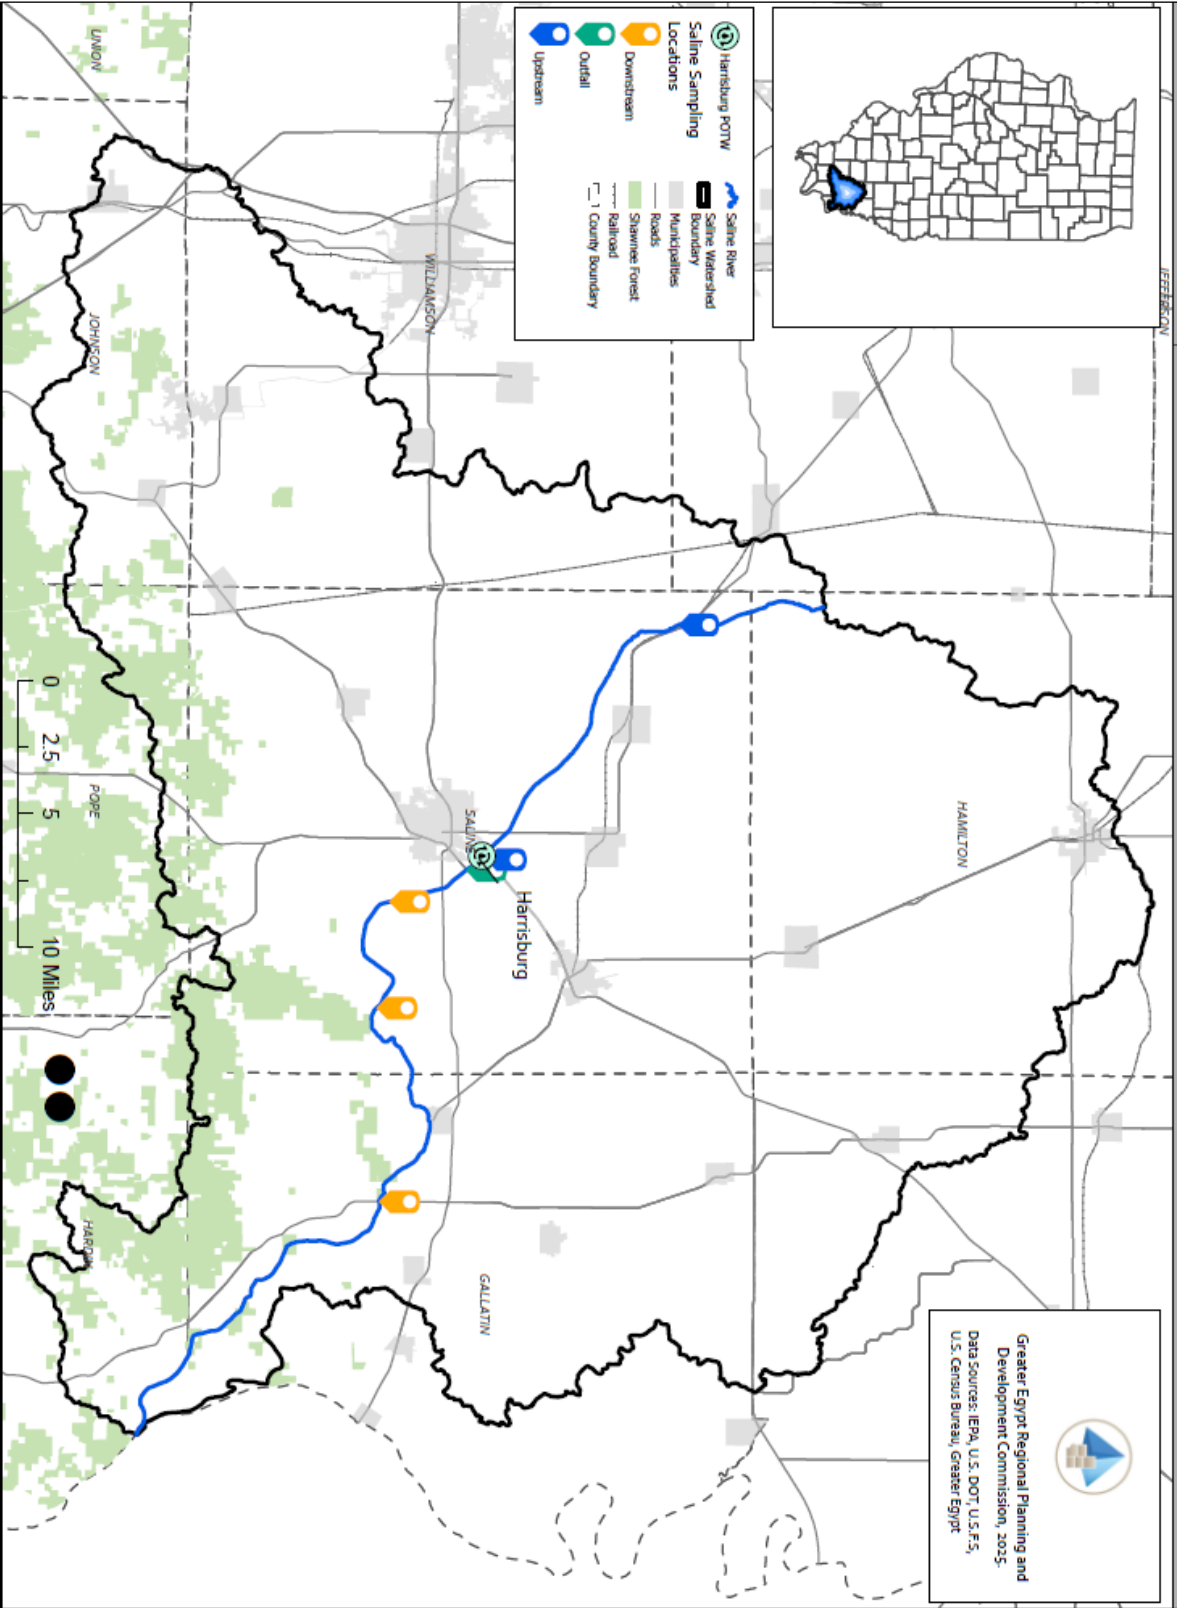 JEFFERSON
Harrisburg POTW
Saline Sampling
Locations
Downstream
Outfall
Upstream
Saline River
Saline Watershed
Boundary
Municipalities
Roads
Shawnee Forest
Railroad
County Boundary
UNION
WILLIAMSON
JOHNSON
HAMILTON
SALINE
Harrisburg
POPE
GALLATIN
HARDIN
0 2.5 5 10 Miles
Greater Egypt Regional Planning and
Development Commission, 2025.
Data Sources: IEPA, U.S. DOT, U.S.F.S,
U.S. Census Bureau, Greater Egypt